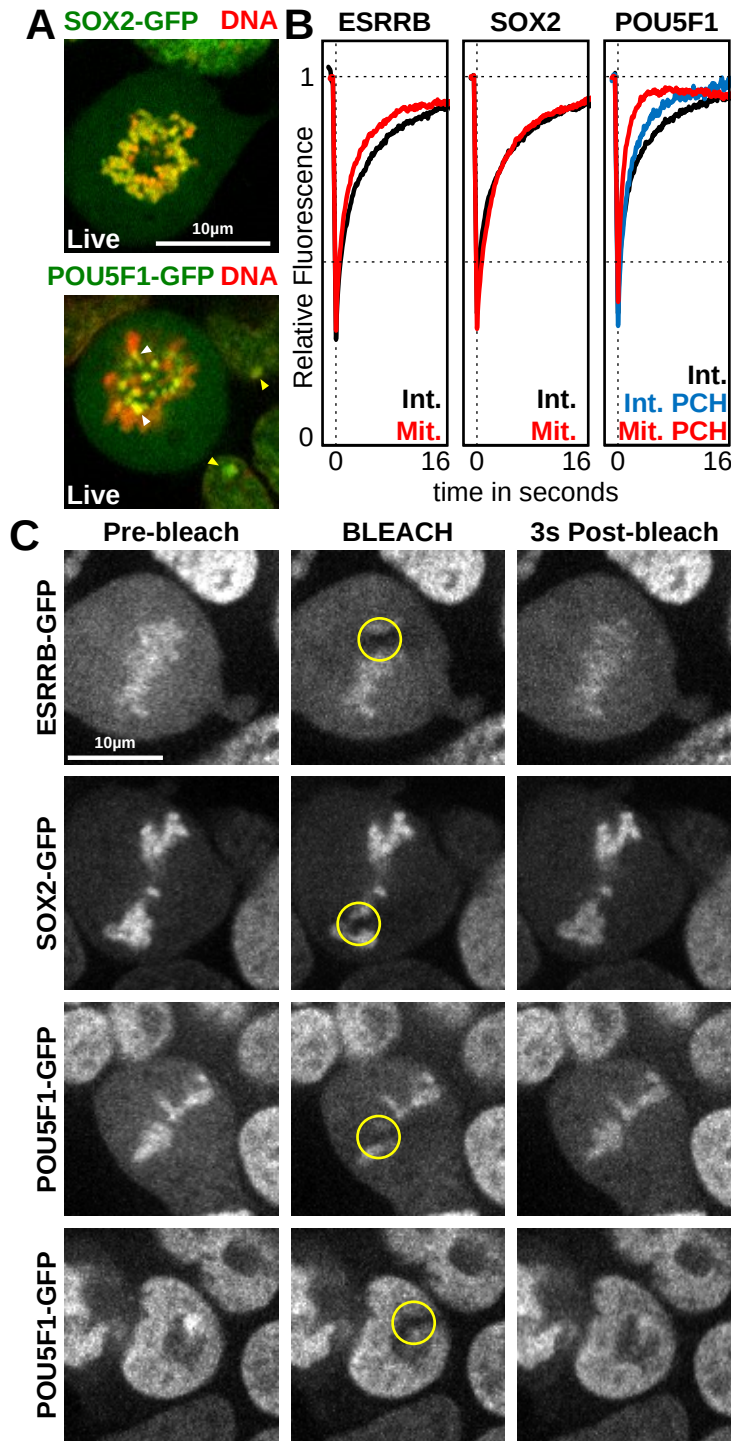 A
SOX2-GFP DNA
Live
10µm
POU5F1-GFP DNA
Live
B
ESRRB SOX2 POU5F1
Relative Fluorescence
1
0
Int.
Mit.
Int.
Mit.
Int.
Int. PCH
Mit. PCH
0 16 0 16 0 16
time in seconds
C
Pre-bleach BLEACH 3s Post-bleach
ESRRB-GFP
10µm
SOX2-GFP
POU5F1-GFP
POU5F1-GFP